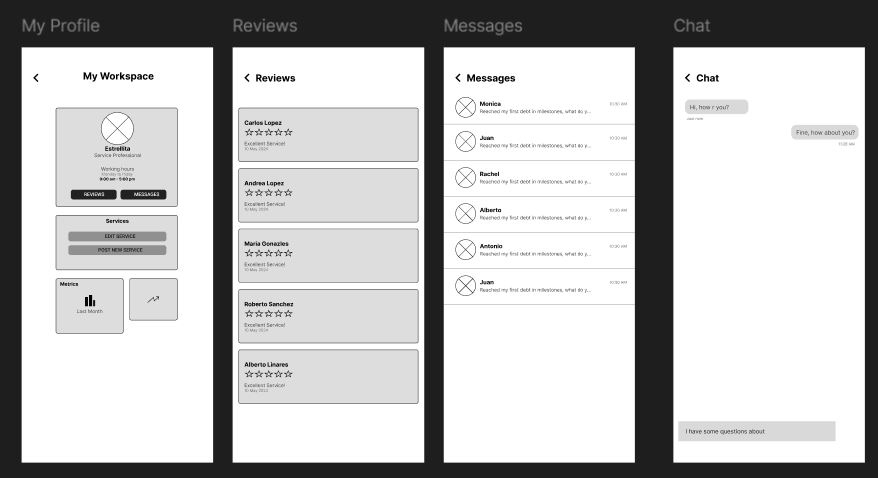 My Profile
My Workspace
Estrellita
Service Professional
Working hours
Monday to Friday
9:00 am - 5:00 pm
REVIEWS
MESSAGES
Services
EDIT SERVICE
POST NEW SERVICE
Metrics
Last Month
Reviews
Reviews
Carlos Lopez
Excellent Service!
10 May 2024
Andrea Lopez
Excellent Service!
10 May 2024
Maria Gonazles
Excellent Service!
10 May 2024
Roberto Sanchez
Excellent Service!
10 May 2024
Alberto Linares
Excellent Service!
10 May 2024
Messages
Messages
Monica
10:30 AM
Reached my first debt in milestones, what do y...
Juan
10:30 AM
Reached my first debt in milestones, what do y...
Rachel
10:30 AM
Reached my first debt in milestones, what do y...
Alberto
10:30 AM
Reached my first debt in milestones, what do y...
Antonio
10:30 AM
Reached my first debt in milestones, what do y...
Juan
10:30 AM
Reached my first debt in milestones, what do y...
Chat
Chat
Hi, how r you?
Just now
Fine, how about you?
AM
I have some questions about